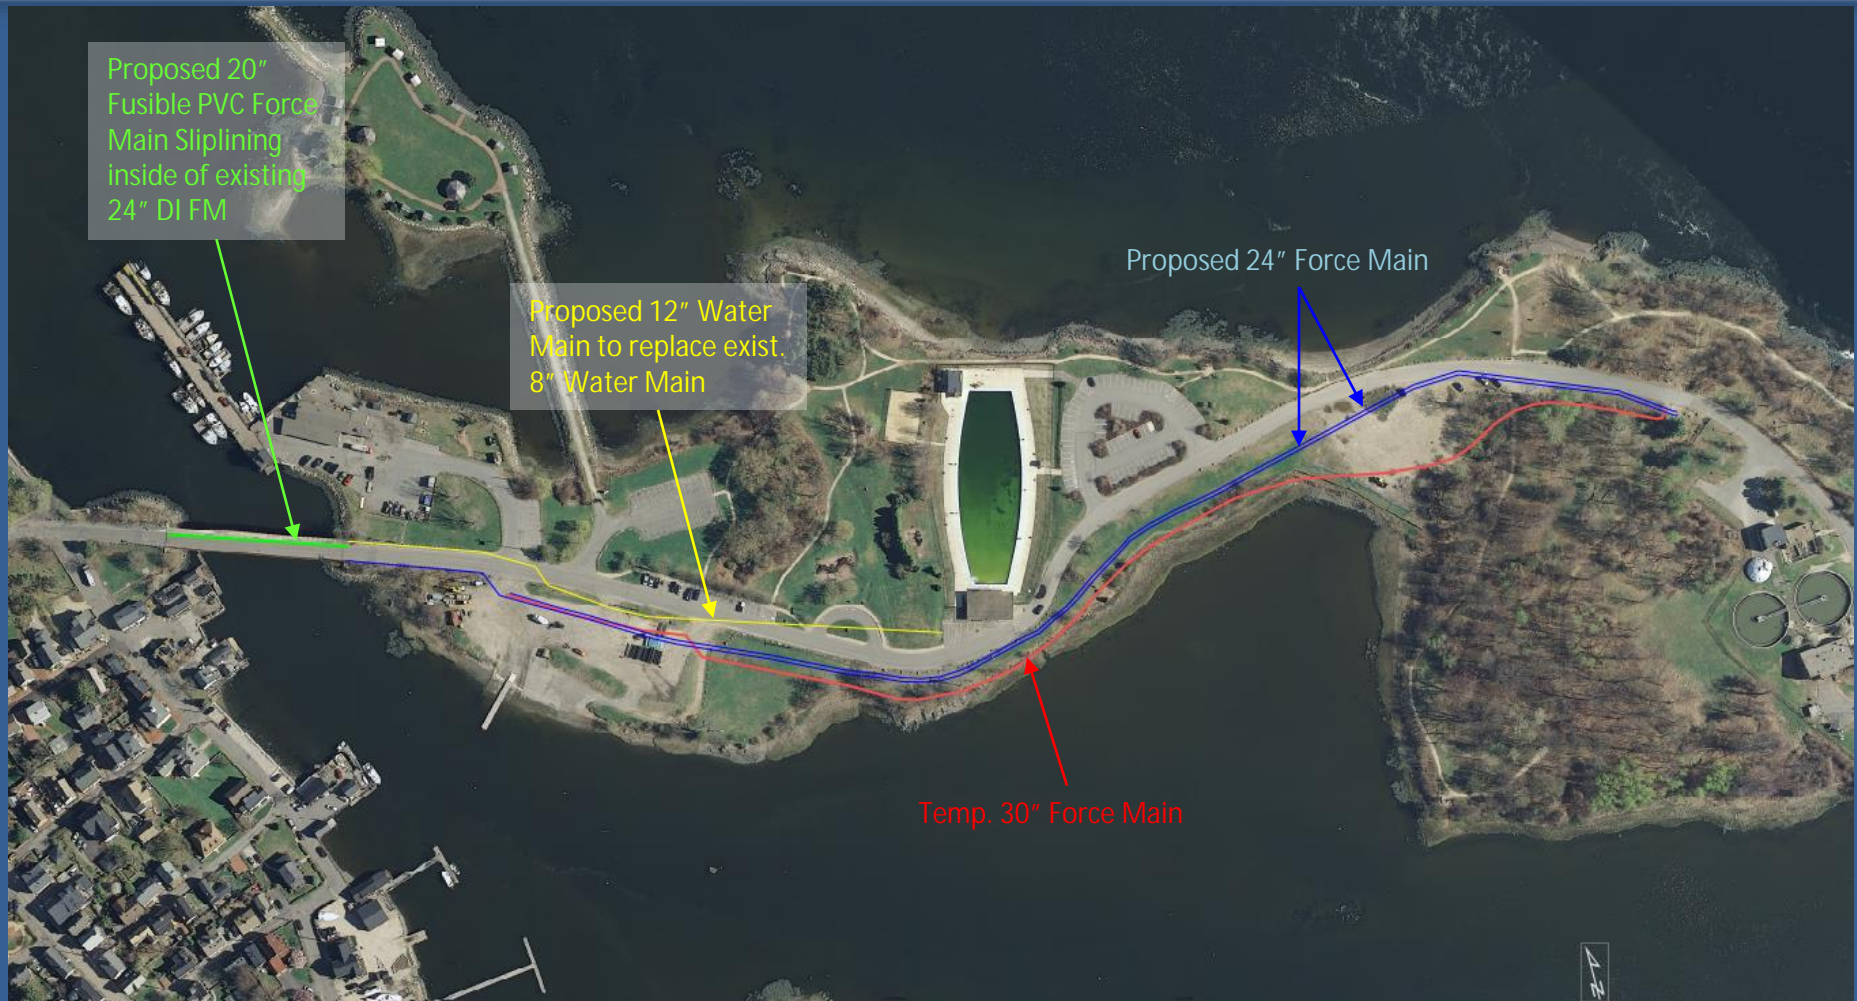 Proposed 20”
Fusible PVC Force
Main Sliplining
inside of existing
24” DI FM
Proposed 12” Water
Main to replace exist.
8” Water Main
Proposed 24” Force Main
Temp. 30” Force Main
N